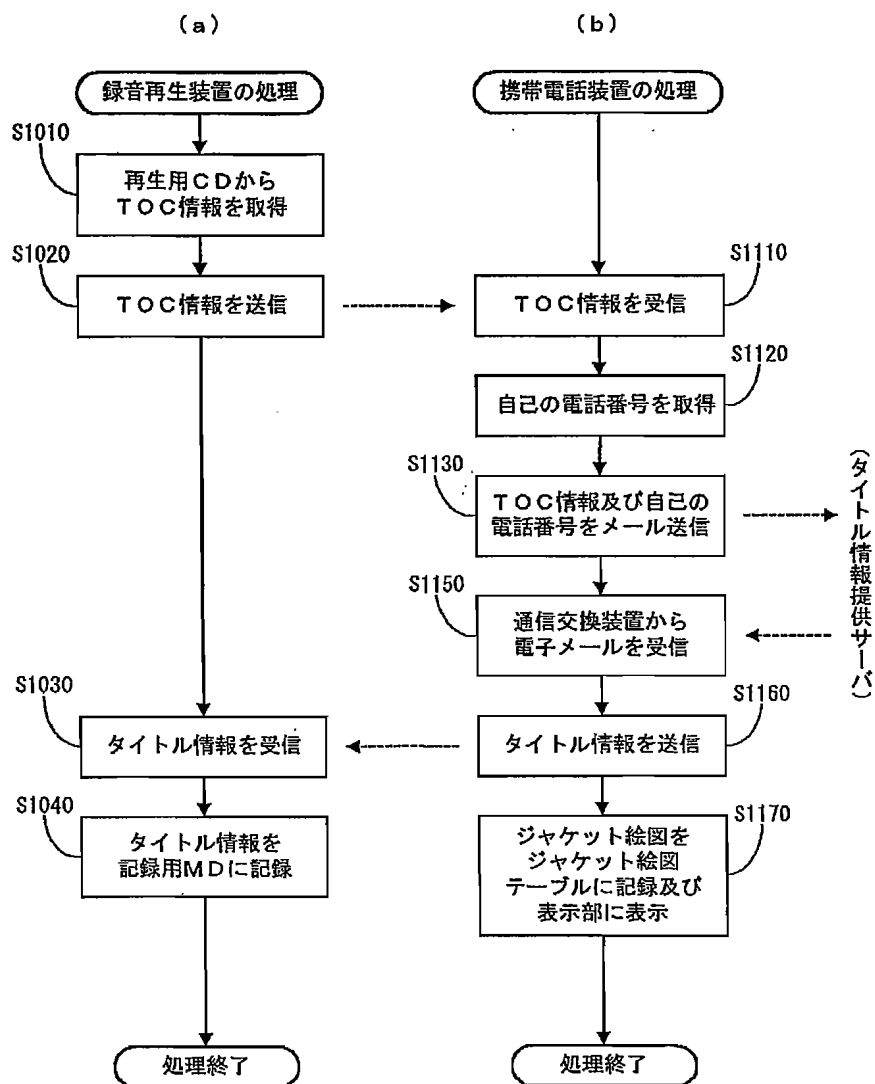 (a)
録音再生装置の処理
S1010
再生用CDから
TOC情報を取得
S1020
TOC情報を送信
S1030
タイトル情報を受信
S1040
タイトル情報を
記録用MDに記録
処理終了
(b)
携帯電話装置の処理
S1110
TOC情報を受信
S1120
自己の電話番号を取得
S1130
TOC情報及び自己の
電話番号をメール送信
(タイトル情報提供サーバ)
S1150
通信交換装置から
電子メールを受信
S1160
タイトル情報を送信
S1170
ジャケット絵図を
ジャケット絵図
テーブルに記録及び
表示部に表示
処理終了